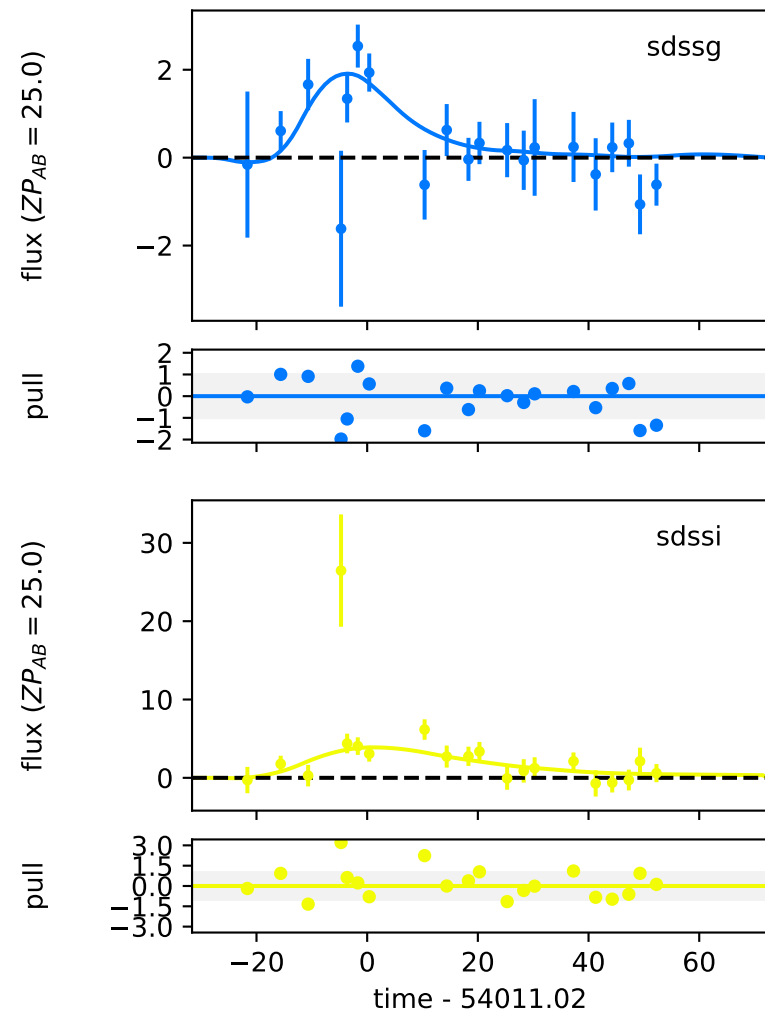 sdssg
flux (ZP_AB = 25.0)
2
0
−2
pull
2
1
0
−1
−2
sdssi
flux (ZP_AB = 25.0)
30
20
10
0
pull
3.0
1.5
0.0
−1.5
−3.0
−20 0 20 40 60
time - 54011.02